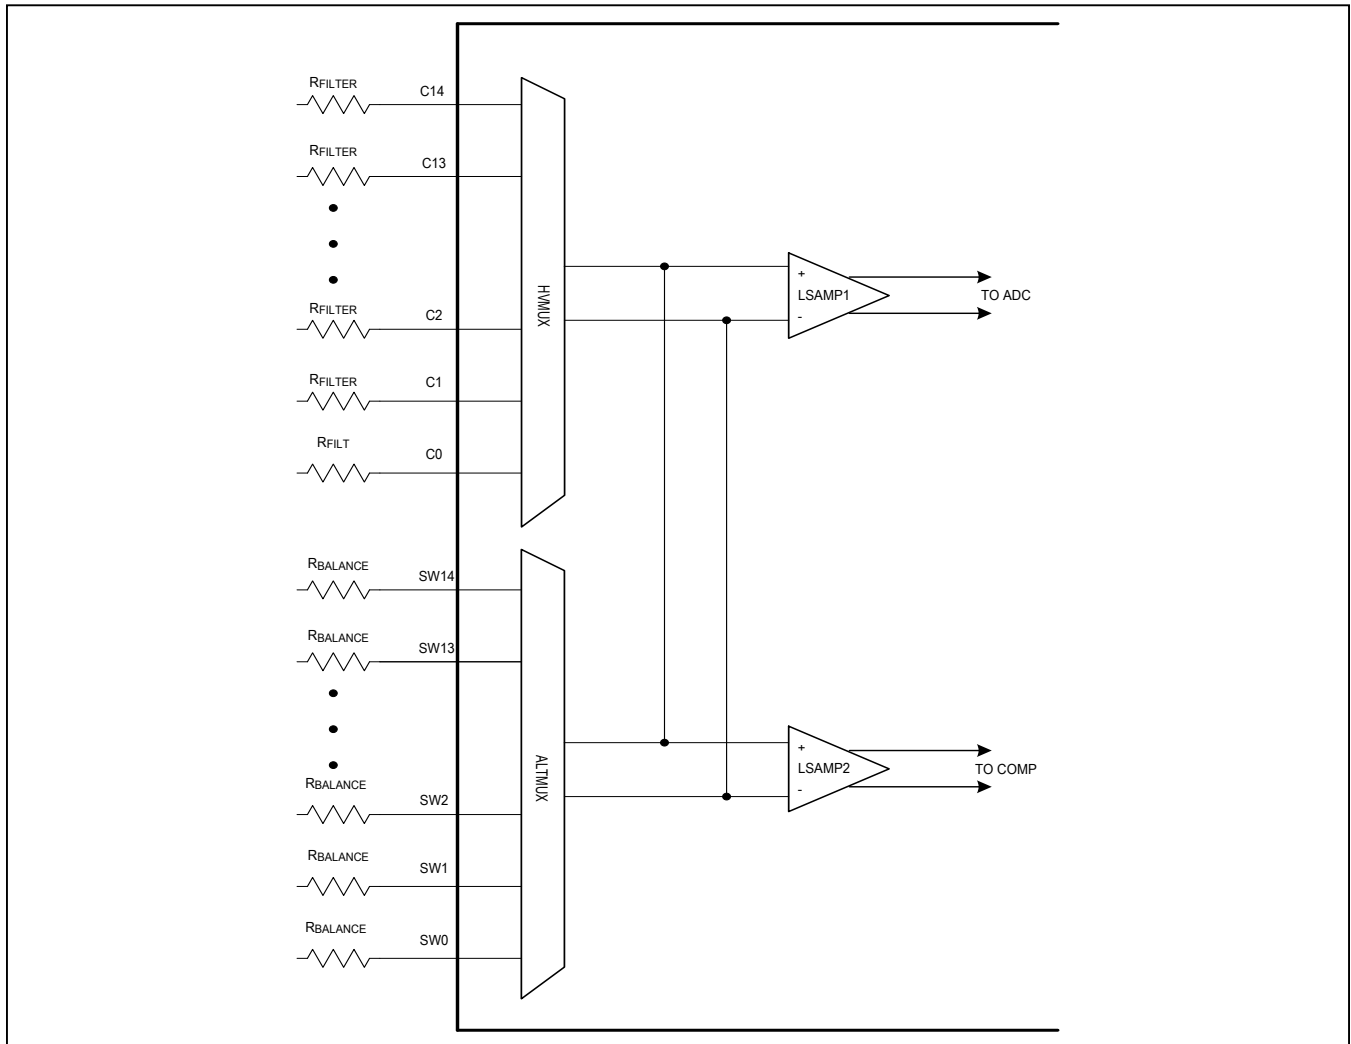 RFILTER
C14
RFILTER
C13
RFILTER
C2
RFILTER
C1
RFILT
C0
HVMUX
+
LSAMP1
-
TO ADC
RBALANCE
SW14
RBALANCE
SW13
RBALANCE
SW2
RBALANCE
SW1
RBALANCE
SW0
ALTMUX
+
LSAMP2
-
TO COMP